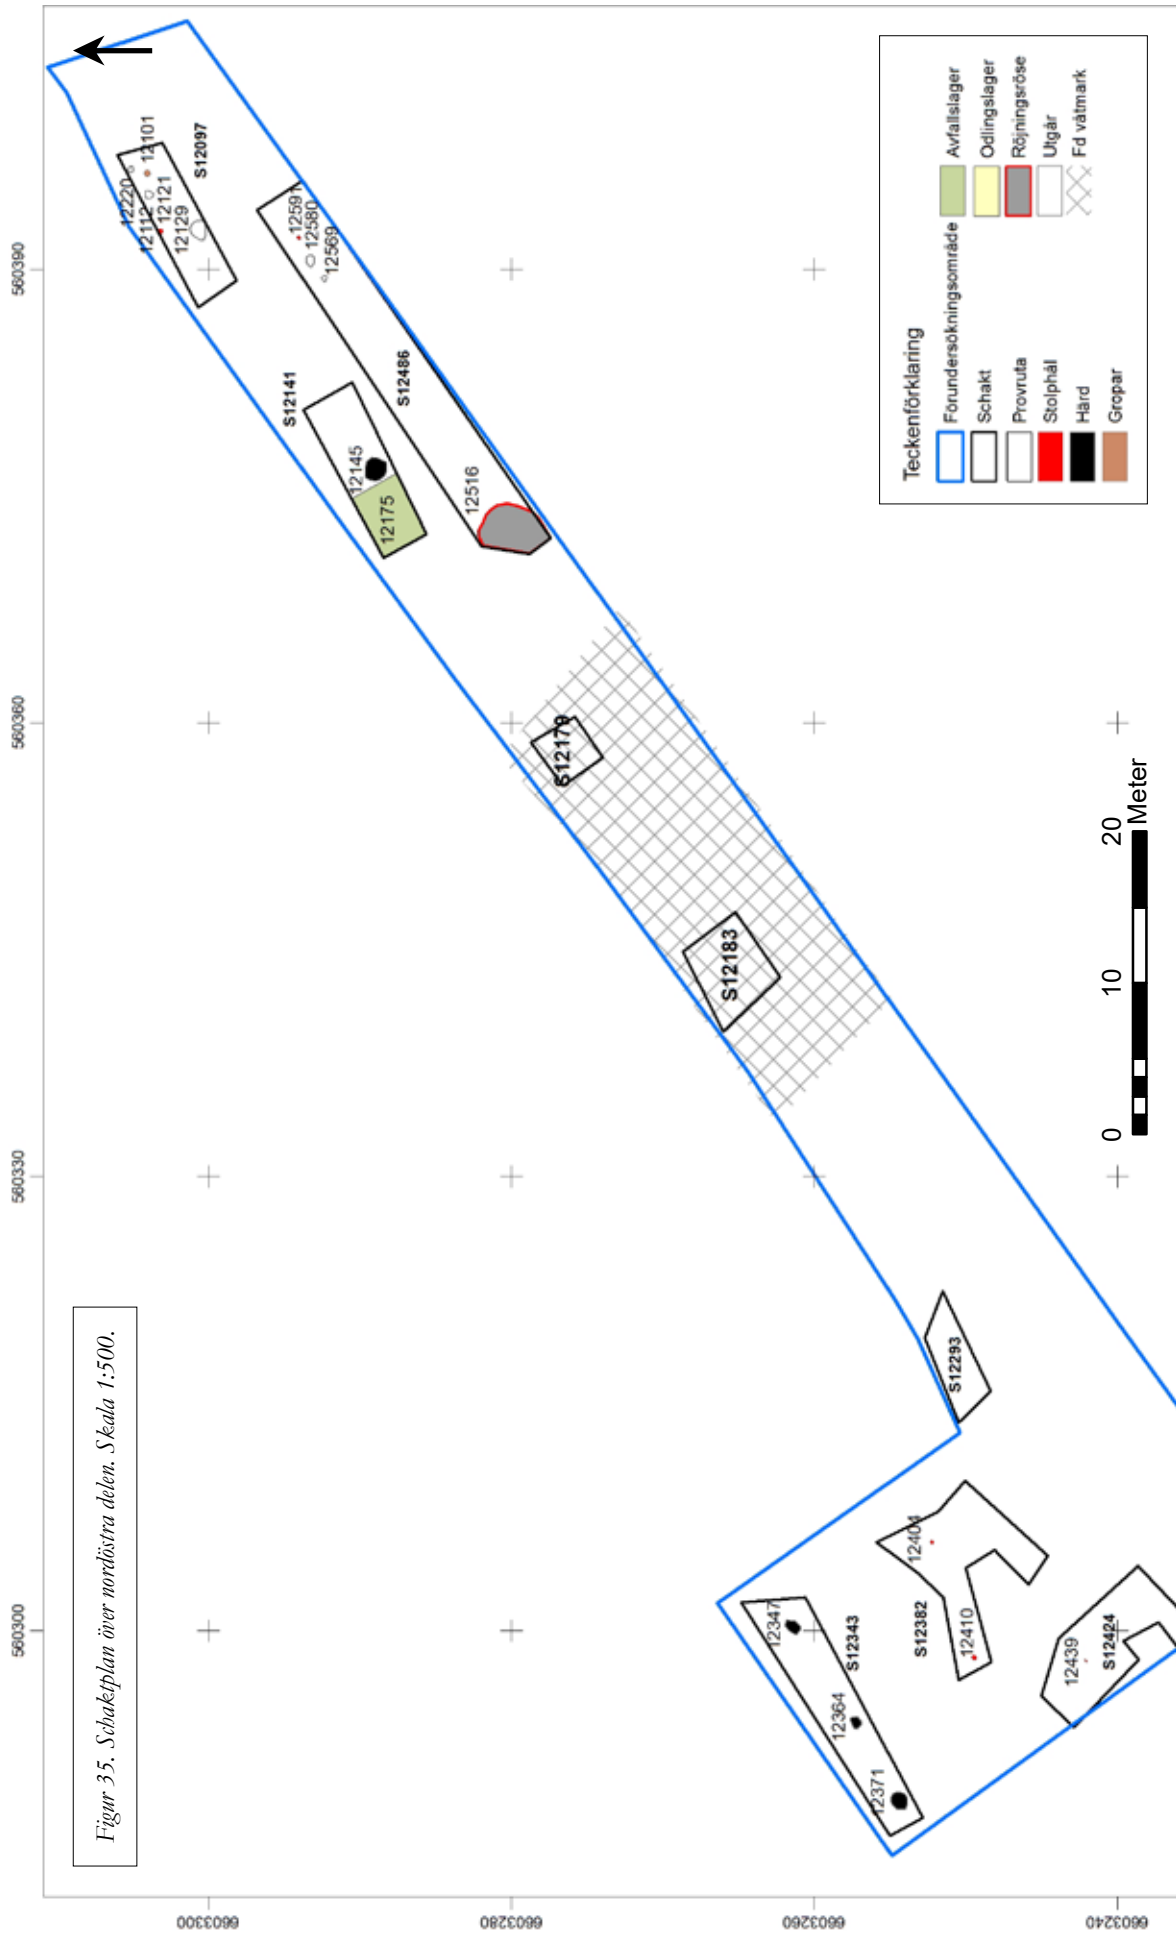 Figur 35. Schaktplan över nordöstra delen. Skala 1:500.
560300
560330
560360
560390
6603300
6603280
6603260
6603240
12220
12101
12112
12121
12129
S12097
12591
12580
12569
S12486
S12141
12145
12175
12516
S12179
S12183
S12293
12347
12364
12371
S12343
12404
12410
S12382
12439
S12424
0 10 20
Meter
Teckenförklaring
Förundersökningsområde
Schakt
Provruta
Stolphål
Härd
Gropar
Avfallslager
Odlingslager
Röjningsröse
Utgår
Fd våtmark